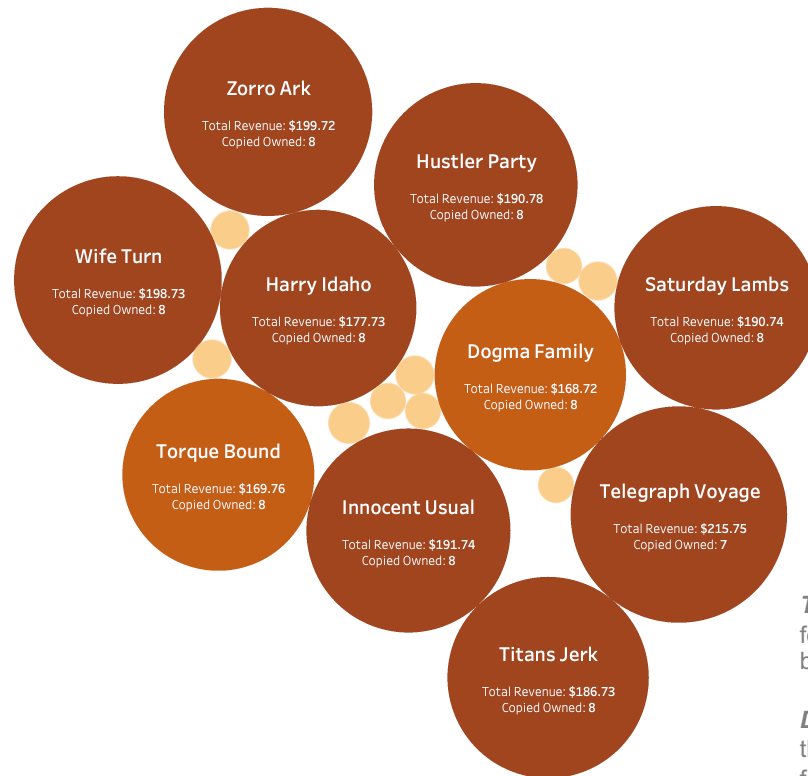 Zorro Ark
Total Revenue: $199.72
Copied Owned: 8
Hustler Party
Total Revenue: $190.78
Copied Owned: 8
Wife Turn
Total Revenue: $198.73
Copied Owned: 8
Harry Idaho
Total Revenue: $177.73
Copied Owned: 8
Saturday Lambs
Total Revenue: $190.74
Copied Owned: 8
Dogma Family
Total Revenue: $168.72
Copied Owned: 8
Torque Bound
Total Revenue: $169.76
Copied Owned: 8
Innocent Usual
Total Revenue: $191.74
Copied Owned: 8
Telegraph Voyage
Total Revenue: $215.75
Copied Owned: 7
Titans Jerk
Total Revenue: $186.73
Copied Owned: 8